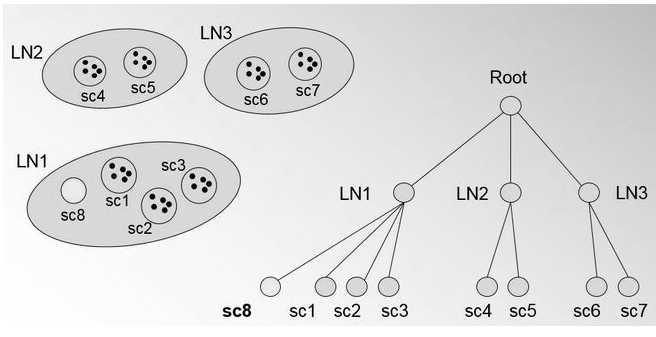 LN2
sc4
sc5
LN3
sc6
sc7
LN1
sc8
sc1
sc2
sc3
Root
LN1
LN2
LN3
sc8
sc1
sc2
sc3
sc4
sc5
sc6
sc7